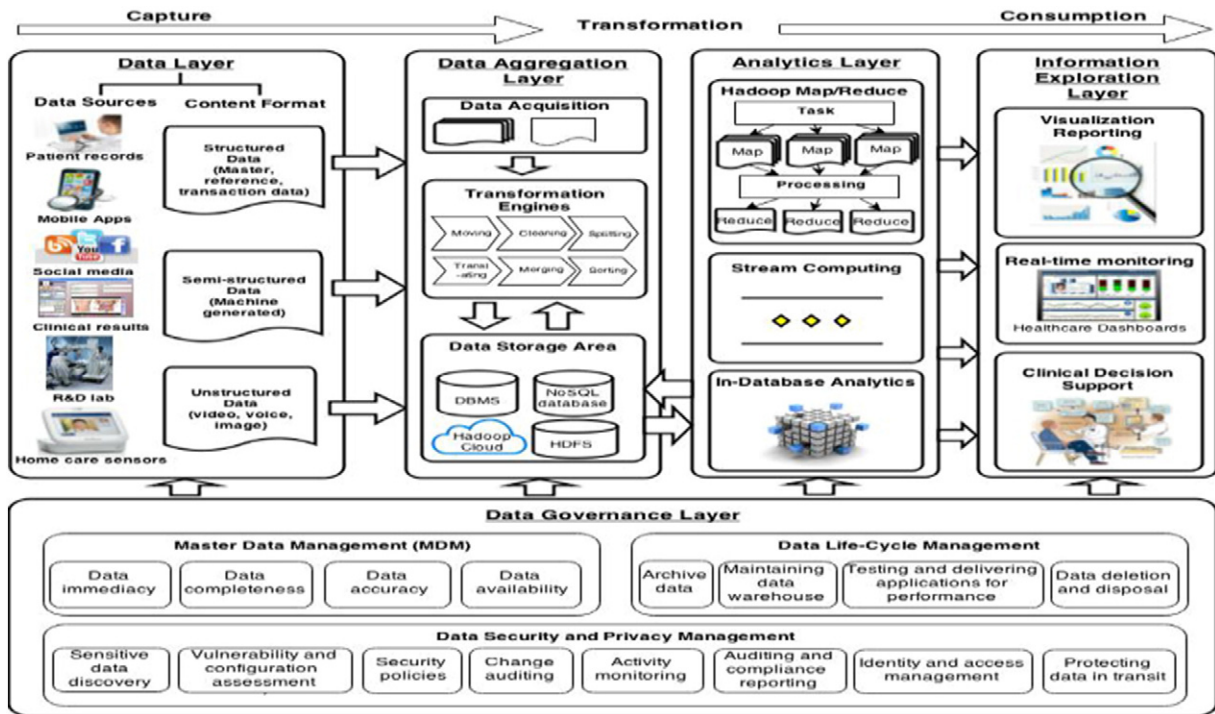 Capture
Transformation
Consumption
Data Layer
Data Sources
Content Format
Patient records
Mobile Apps
You
Tube
Social media
Clinical results
R&D lab
Home care sensors
Structured
Data
(Master,
reference,
transaction data)
Semi-structured
Data
(Machine
generated)
Unstructured
Data
(video, voice,
image)
Data Aggregation
Layer
Data Acquisition
Transformation
Engines
Moving
Cleaning
Splitting
Transl
-ating
Merging
Sorting
Data Storage Area
DBMS
NoSQL
database
Hadoop
Cloud
HDFS
Analytics Layer
Hadoop Map/Reduce
Task
Map
Map
Map
Processing
Reduce
Reduce
Reduce
Stream Computing
In-Database Analytics
Information
Exploration
Layer
Visualization
Reporting
Real-time monitoring
Healthcare Dashboards
Clinical Decision
Support
Data Governance Layer
Master Data Management (MDM)
Data
immediacy
Data
completeness
Data
accuracy
Data
availability
Data Life-Cycle Management
Archive
data
Maintaining
data
warehouse
Testing and delivering
applications for
performance
Data deletion
and disposal
Data Security and Privacy Management
Sensitive
data
discovery
Vulnerability and
configuration
assessment
Security
policies
Change
auditing
Activity
monitoring
Auditing and
compliance
reporting
Identity and access
management
Protecting
data in transit